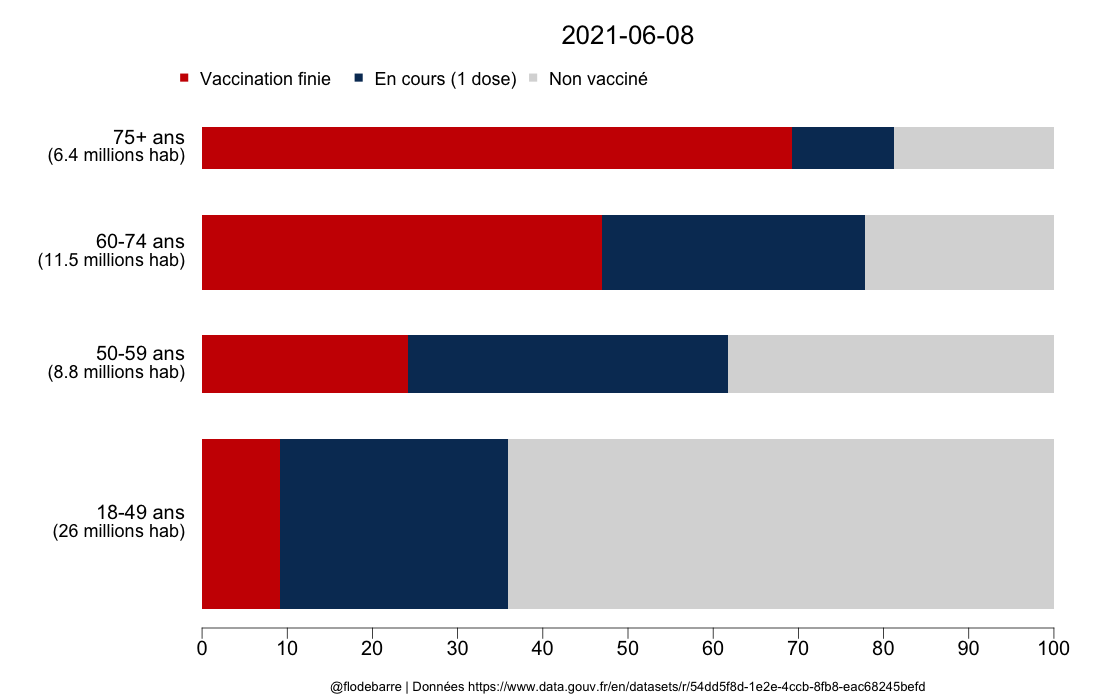 2021-06-08
Vaccination finie En cours (1 dose) Non vacciné
75+ ans
(6.4 millions hab)
60-74 ans
(11.5 millions hab)
50-59 ans
(8.8 millions hab)
18-49 ans
(26 millions hab)
0 10 20 30 40 50 60 70 80 90 100
@flodebarre | Données https://www.data.gouv.fr/en/datasets/r/54dd5f8d-1e2e-4ccb-8fb8-eac68245befd